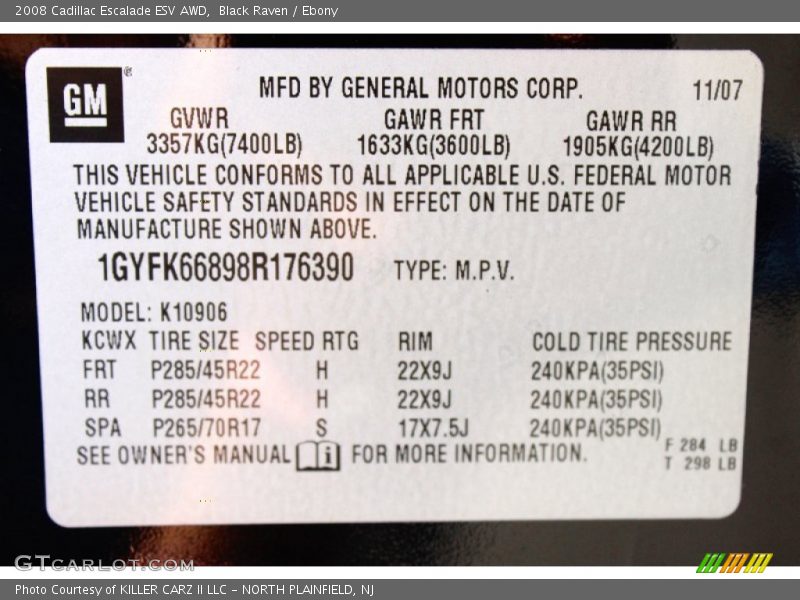 2008 Cadillac Escalade ESV AWD, Black Raven / Ebony
GM ®
MFD BY GENERAL MOTORS CORP. 11/07
GVWR GAWR FRT GAWR RR
3357KG(7400LB) 1633KG(3600LB) 1905KG(4200LB)
THIS VEHICLE CONFORMS TO ALL APPLICABLE U.S. FEDERAL MOTOR
VEHICLE SAFETY STANDARDS IN EFFECT ON THE DATE OF
MANUFACTURE SHOWN ABOVE.
1GYFK66898R176390 TYPE: M.P.V.
MODEL: K10906
KCWX TIRE SIZE SPEED RTG RIM COLD TIRE PRESSURE
FRT P285/45R22 H 22X9J 240KPA(35PSI)
RR P285/45R22 H 22X9J 240KPA(35PSI)
SPA P265/70R17 S 17X7.5J 240KPA(35PSI)
SEE OWNER'S MANUAL i FOR MORE INFORMATION.
F 284 LB
T 298 LB
GTCARLOT.COM
Photo Courtesy of KILLER CARZ II LLC - NORTH PLAINFIELD, NJ